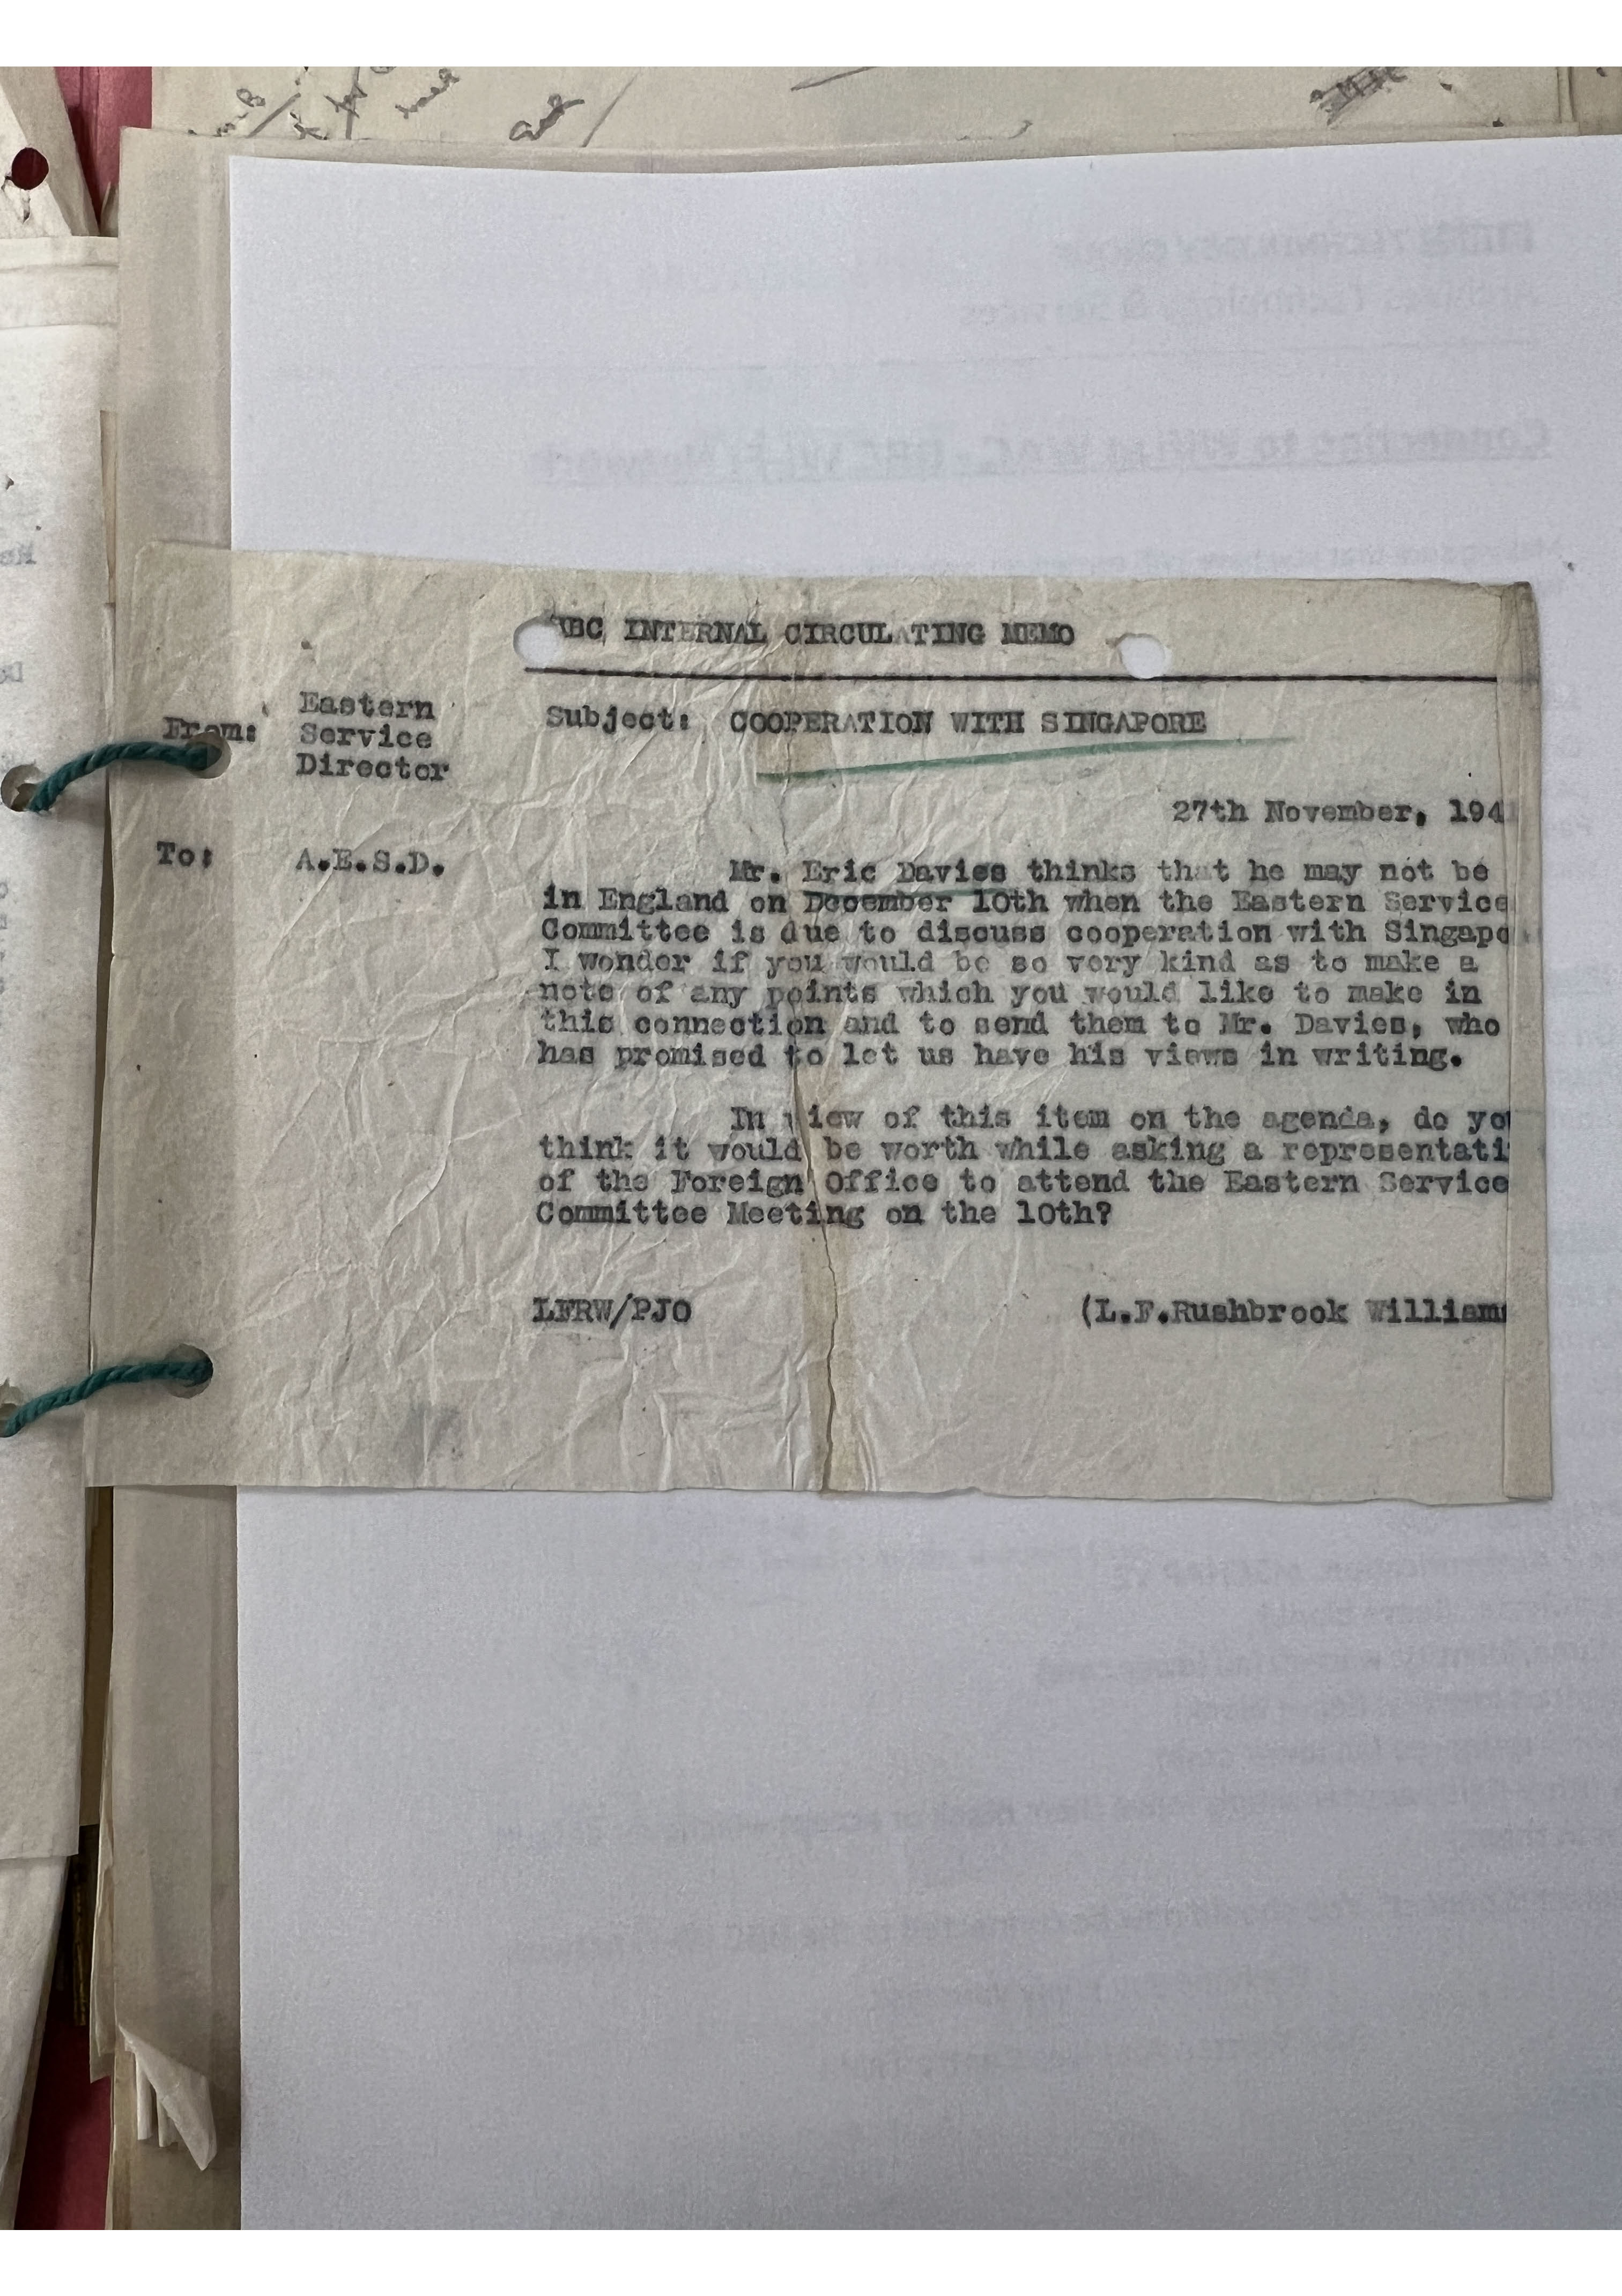 BBC INTERNAL CIRCULATING MEMO
From: Eastern Service Director
Subject: COOPERATION WITH SINGAPORE
27th November, 194
To: A.E.S.D.
Mr. Eric Davies thinks that he may not be
in England on December 10th when the Eastern Service
Committee is due to discuss cooperation with Singapo
I wonder if you would be so very kind as to make a
note of any points which you would like to make in
this connection and to send them to Mr. Davies, who
has promised to let us have his views in writing.
In view of this item on the agenda, do you
think it would be worth while asking a representati
of the Foreign Office to attend the Eastern Service
Committee Meeting on the 10th?
LFRW/PJO
(L.F.Rushbrook Williams